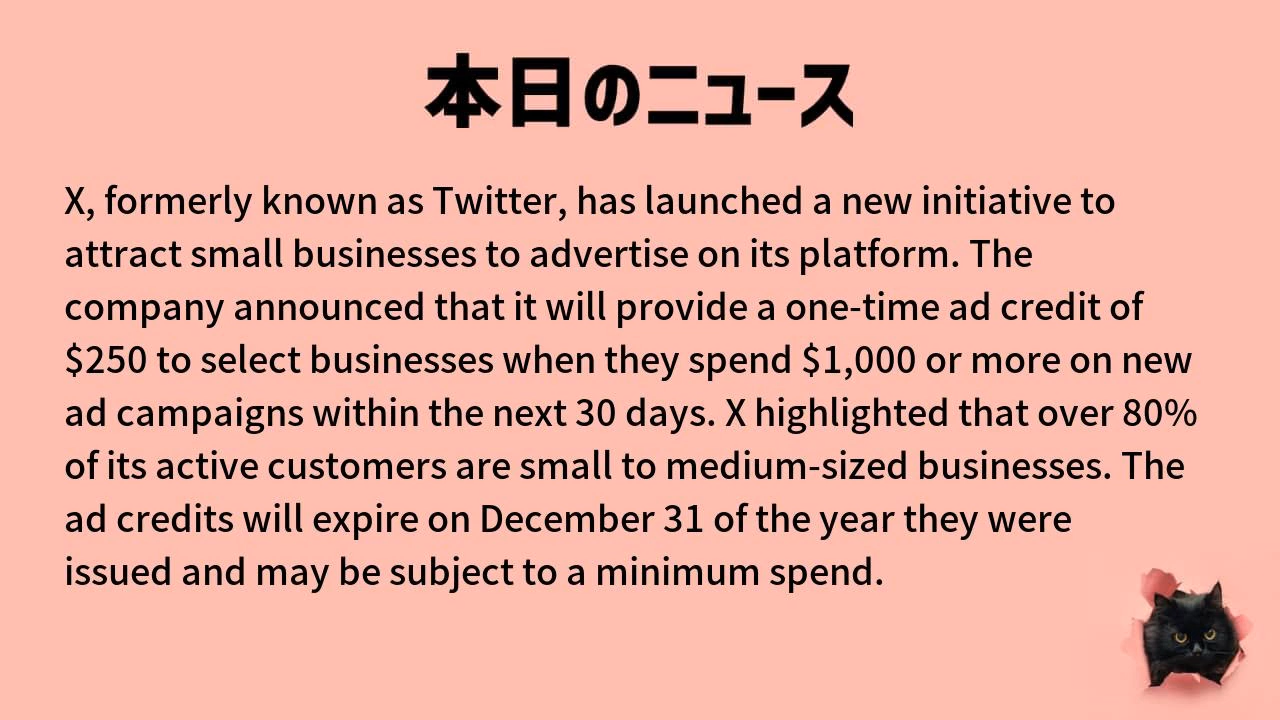 本日のニュース
X, formerly known as Twitter, has launched a new initiative to
attract small businesses to advertise on its platform. The
company announced that it will provide a one-time ad credit of
$250 to select businesses when they spend $1,000 or more on new
ad campaigns within the next 30 days. X highlighted that over 80%
of its active customers are small to medium-sized businesses. The
ad credits will expire on December 31 of the year they were
issued and may be subject to a minimum spend.